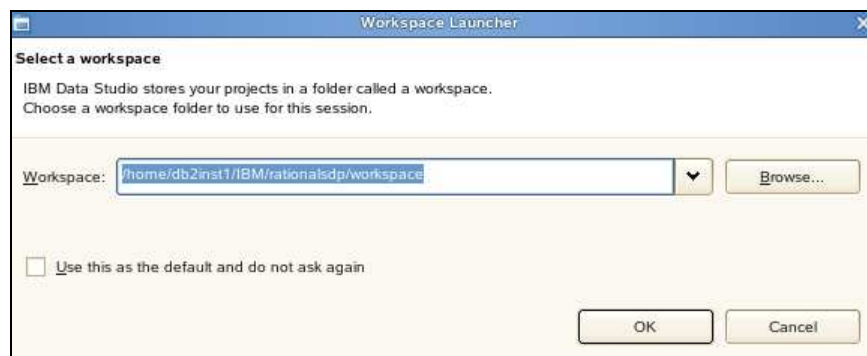 Workspace Launcher
Select a workspace
IBM Data Studio stores your projects in a folder called a workspace.
Choose a workspace folder to use for this session.
Workspace: /home/db2inst1/IBM/rationalsdp/workspace Browse...
Use this as the default and do not ask again
OK Cancel